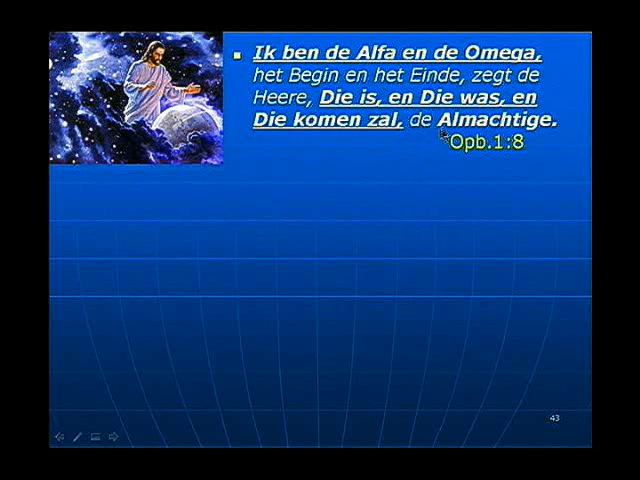 Ik ben de Alfa en de Omega,
het Begin en het Einde, zegt de
Heere, Die is, en Die was, en
Die komen zal, de Almachtige.
Opb.1:8
43